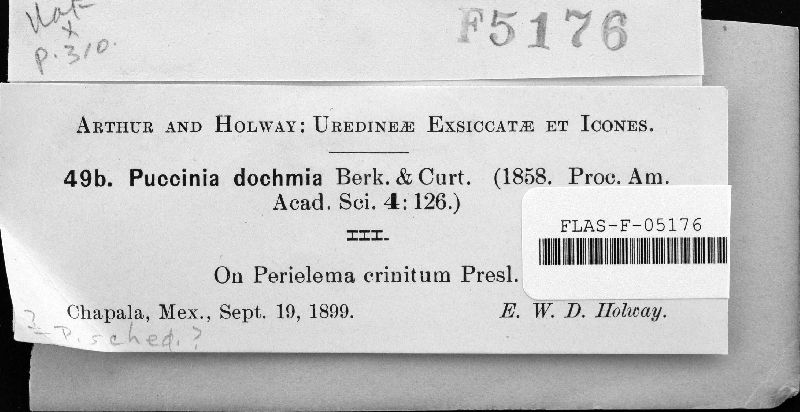 F5176
p. 310.
ARTHUR AND HOLWAY: UREDINEÆ EXSICCATÆ ET ICONES.
49b. Puccinia dochmia Berk. & Curt. (1858. Proc. Am.
Acad. Sci. 4: 126.)
III.
FLAS-F-05176
On Perielema crinitum Presl.
Chapala, Mex., Sept. 19, 1899. E. W. D. Holway.
? P. sched. ?